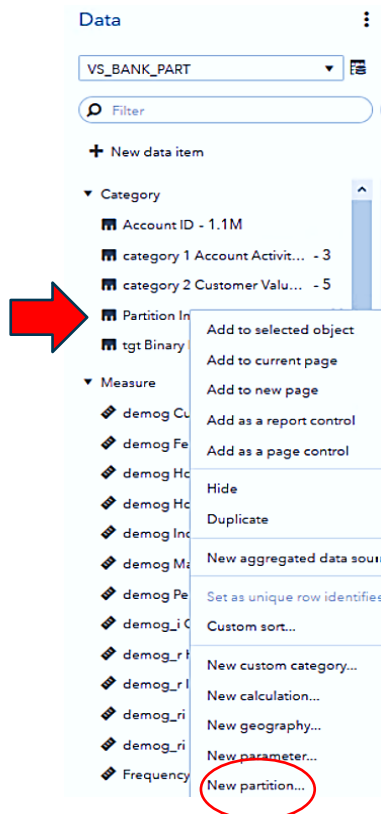 Data
VS_BANK_PART
Filter
New data item
Category
Account ID - 1.1M
category 1 Account Activit... - 3
category 2 Customer Valu... - 5
Partition In
tgt Binary
Measure
demog Cu
demog Fe
demog Ho
demog Ho
demog Inc
demog Ma
demog Pe
demog_i C
demog_r H
demog_r I
demog_ri
demog_ri
Frequency
Add to selected object
Add to current page
Add to new page
Add as a report control
Add as a page control
Hide
Duplicate
New aggregated data sour
Set as unique row identifies
Custom sort...
New custom category...
New calculation...
New geography...
New parameter...
New partition...